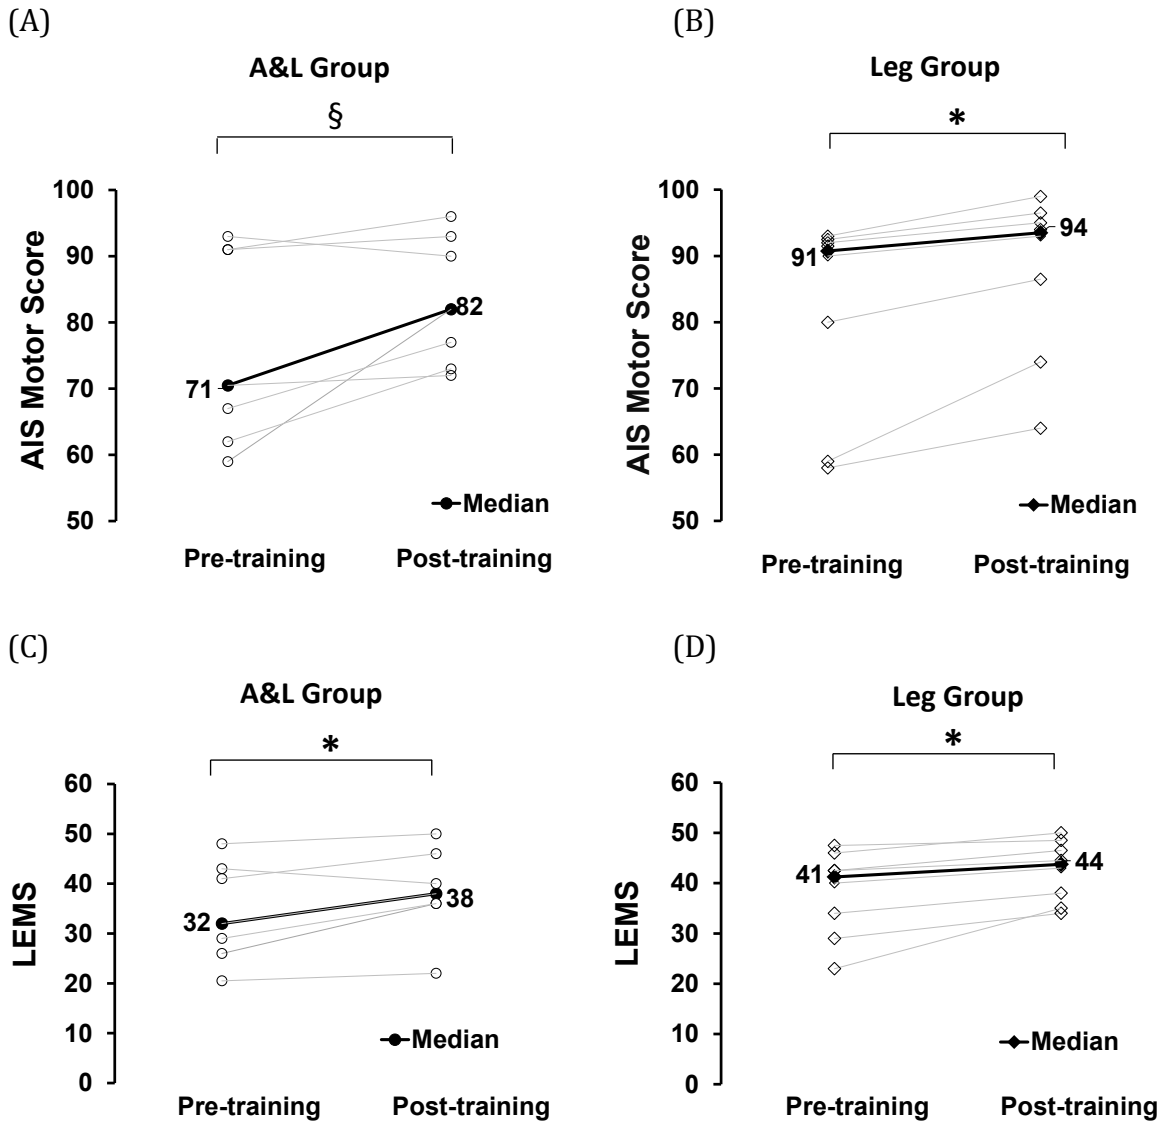 (A)
A&L Group
§
AIS Motor Score
100
90
80
70
60
50
71
82
Median
Pre-training
Post-training
(B)
Leg Group
*
AIS Motor Score
100
90
80
70
60
50
91
94
Median
Pre-training
Post-training
(C)
A&L Group
*
LEMS
60
50
40
30
20
10
0
32
38
Median
Pre-training
Post-training
(D)
Leg Group
*
LEMS
60
50
40
30
20
10
0
41
44
Median
Pre-training
Post-training